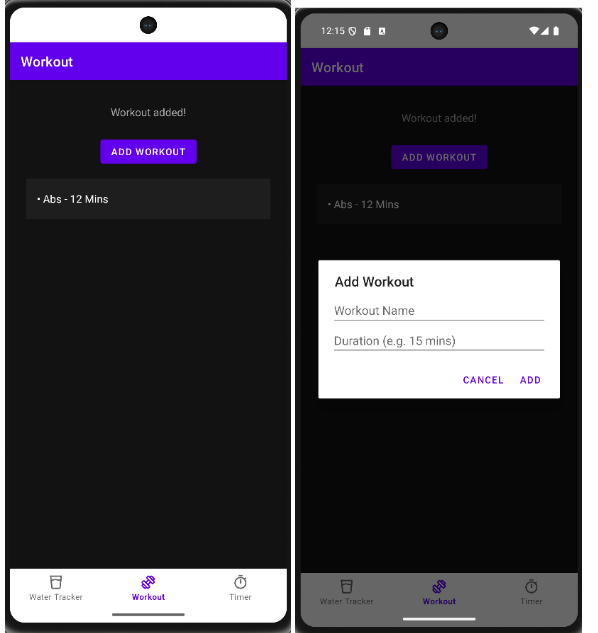 Workout
Workout added!
ADD WORKOUT
• Abs - 12 Mins
Water Tracker
Workout
Timer
12:15
Workout
Workout added!
ADD WORKOUT
• Abs - 12 Mins
Add Workout
Workout Name
Duration (e.g. 15 mins)
CANCEL
ADD
Water Tracker
Workout
Timer